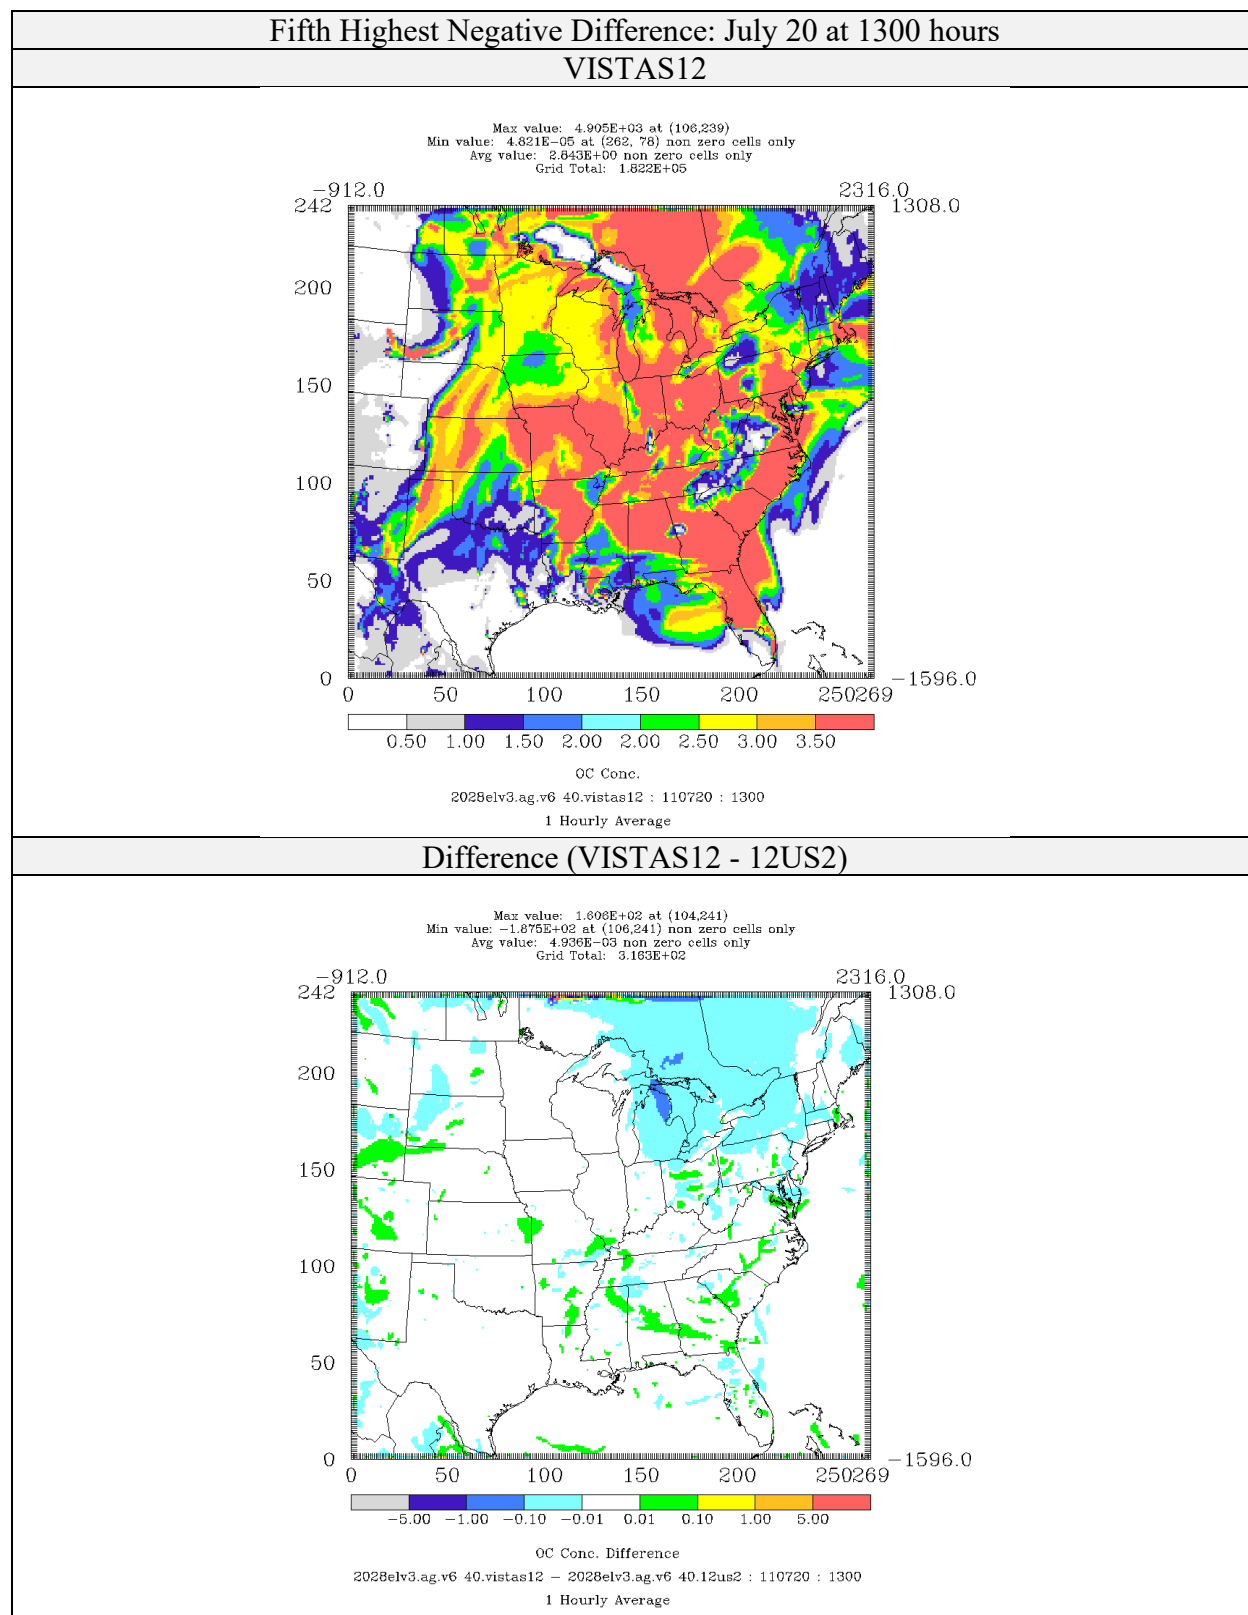 Fifth Highest Negative Difference: July 20 at 1300 hours
VISTAS12
Max value: 4.905E+03 at (106,239)
Min value: 4.821E-05 at (262, 78) non zero cells only
Avg value: 2.843E+00 non zero cells only
Grid Total: 1.822E+05
-912.0 2316.0
242 1308.0
200
150
100
50
0 -1596.0
0 50 100 150 200 250269
0.50 1.00 1.50 2.00 2.00 2.50 3.00 3.50
OC Conc.
2028elv3.ag.v6 40.vistas12 : 110720 : 1300
1 Hourly Average
Difference (VISTAS12 - 12US2)
Max value: 1.606E+02 at (104,241)
Min value: -1.875E+02 at (106,241) non zero cells only
Avg value: 4.936E-03 non zero cells only
Grid Total: 3.163E+02
-912.0 2316.0
242 1308.0
200
150
100
50
0 -1596.0
0 50 100 150 200 250269
-5.00 -1.00 -0.10 -0.01 0.01 0.10 1.00 5.00
OC Conc. Difference
2028elv3.ag.v6 40.vistas12 - 2028elv3.ag.v6 40.12us2 : 110720 : 1300
1 Hourly Average